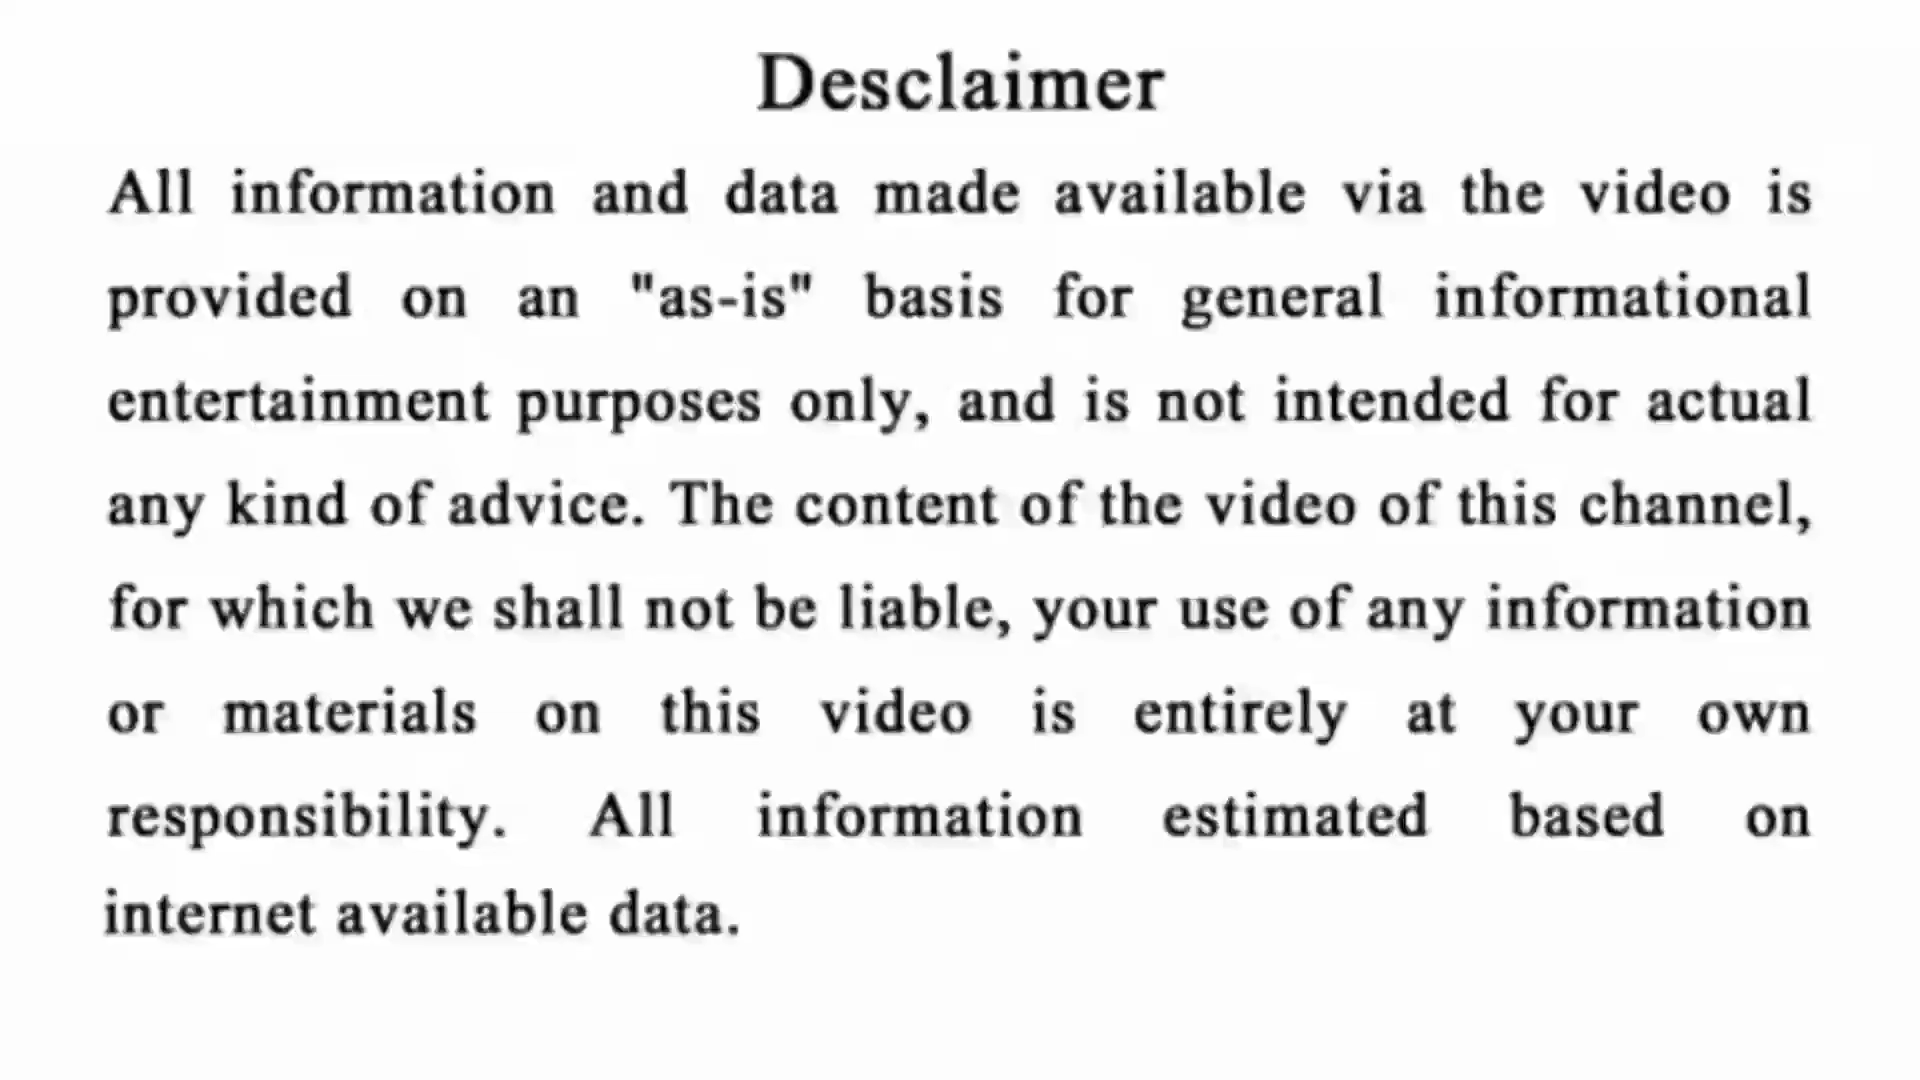 Desclaimer
All information and data made available via the video is
provided on an "as-is" basis for general informational
entertainment purposes only, and is not intended for actual
any kind of advice. The content of the video of this channel,
for which we shall not be liable, your use of any information
or materials on this video is entirely at your own
responsibility. All information estimated based on
internet available data.